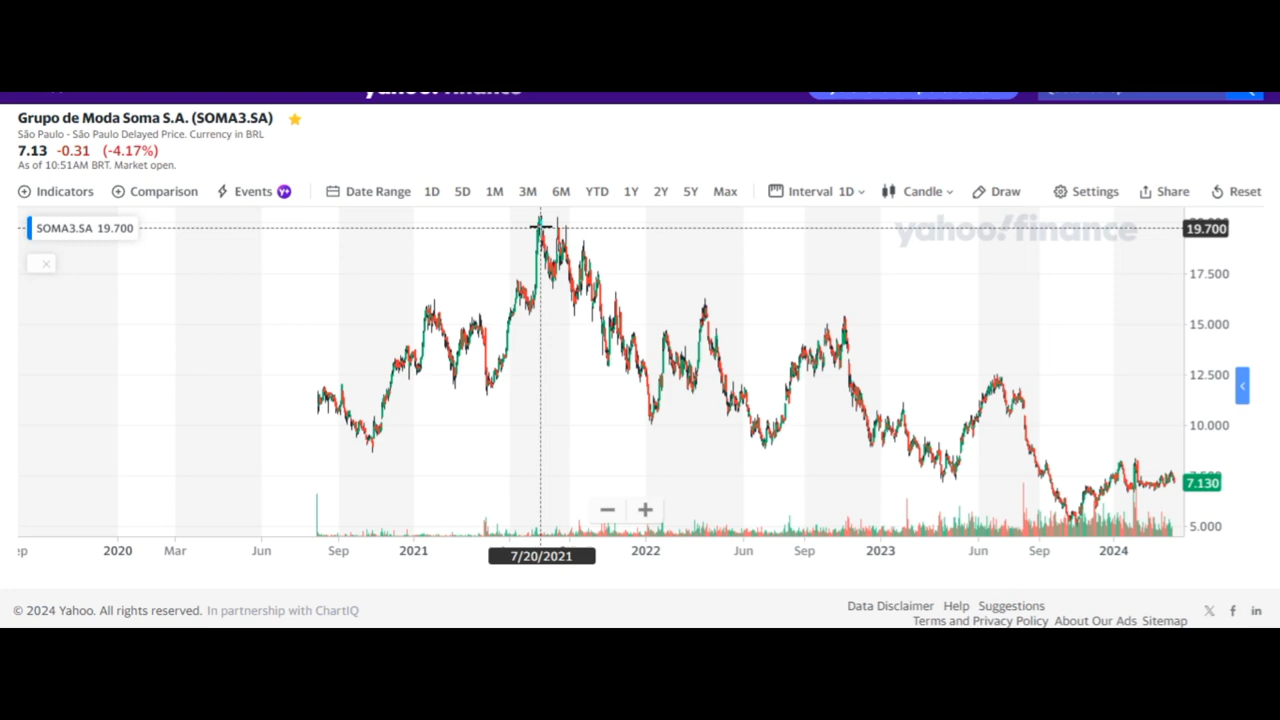 Grupo de Moda Soma S.A. (SOMA3.SA)
São Paulo - São Paulo Delayed Price. Currency in BRL
7.13 -0.31 (-4.17%)
As of 10:51AM BRT. Market open.
Indicators Comparison Events Y+ Date Range 1D 5D 1M 3M 6M YTD 1Y 2Y 5Y Max Interval 1D Candle Draw Settings Share Reset
SOMA3.SA 19.700
yahoo!finance
19.700
17.500
15.000
12.500
10.000
7.130
5.000
2020 Mar Jun Sep 2021 2022 Jun Sep 2023 Jun Sep 2024
7/20/2021
© 2024 Yahoo. All rights reserved. In partnership with ChartIQ
Data Disclaimer Help Suggestions
Terms and Privacy Policy About Our Ads Sitemap